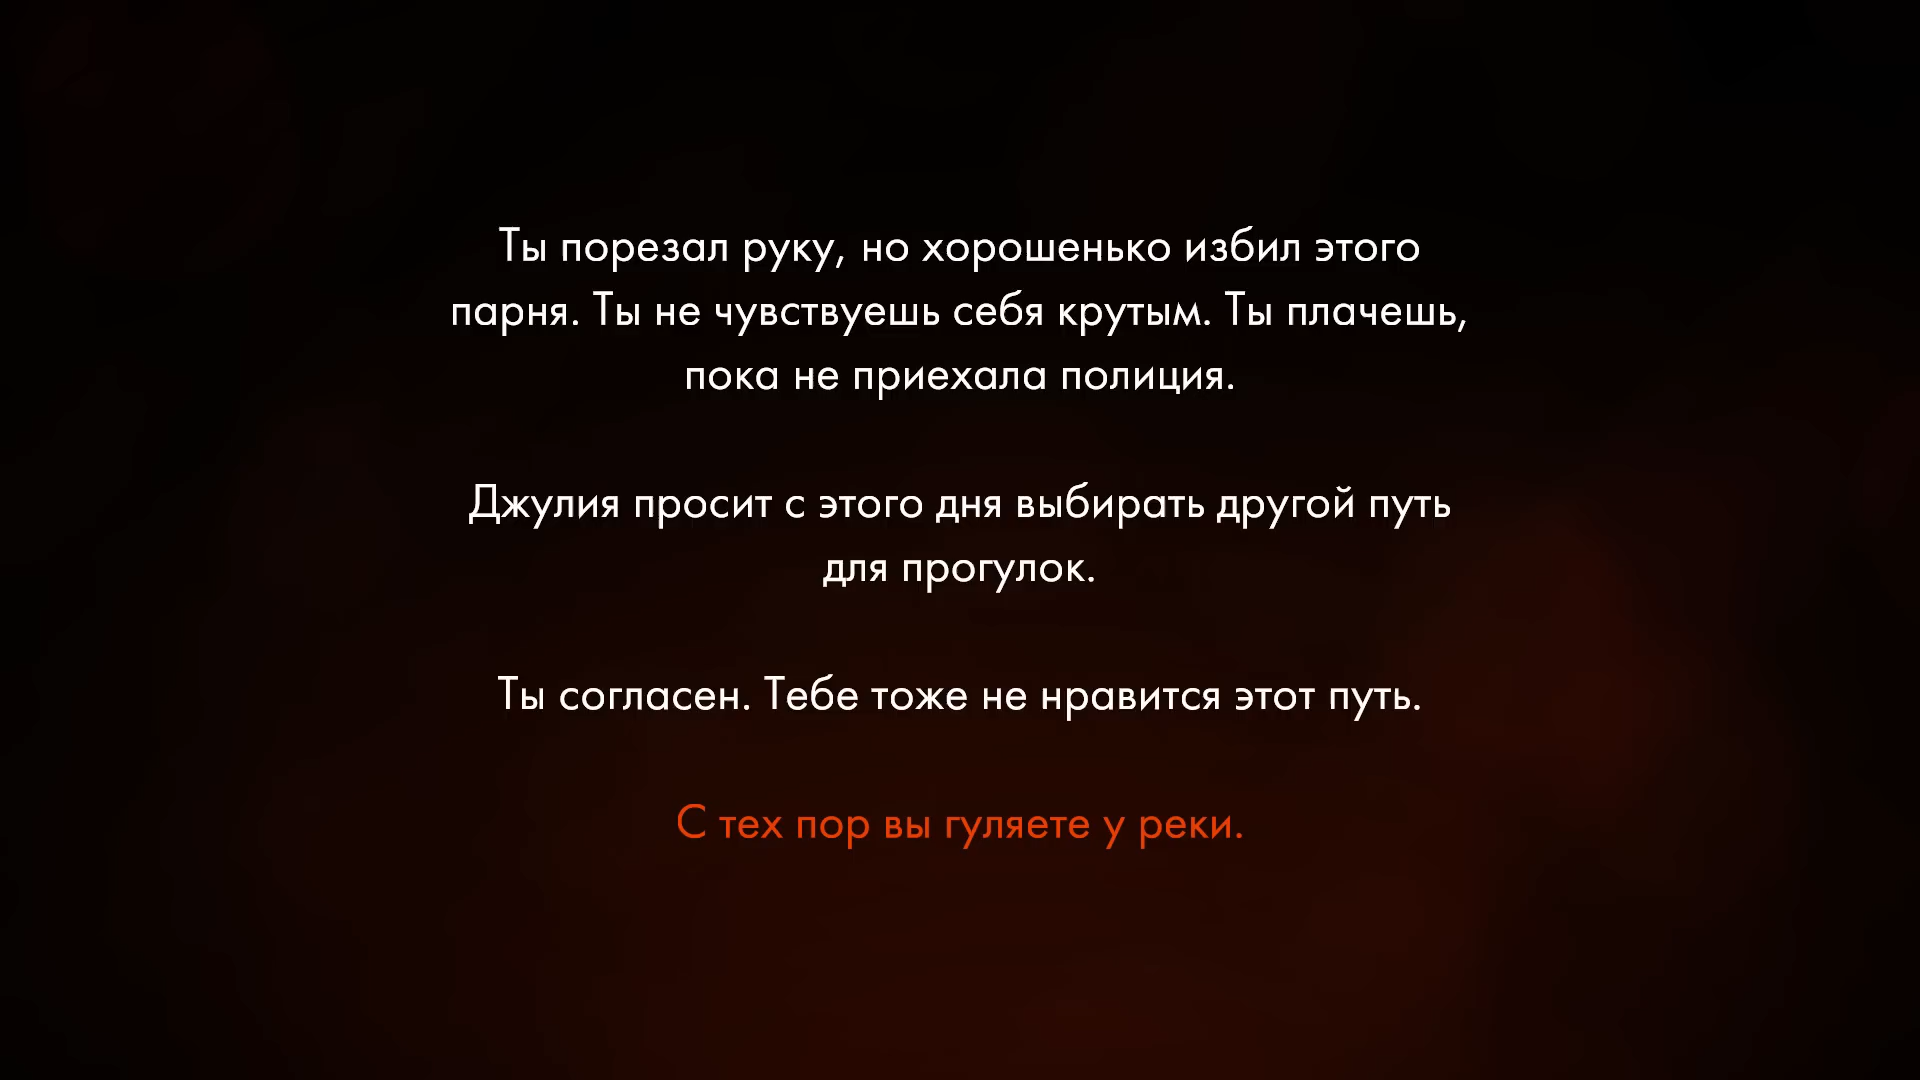 Ты порезал руку, но хорошенько избил этого
парня. Ты не чувствуешь себя крутым. Ты плачешь,
пока не приехала полиция.
Джулия просит с этого дня выбирать другой путь
для прогулок.
Ты согласен. Тебе тоже не нравится этот путь.
С тех пор вы гуляете у реки.